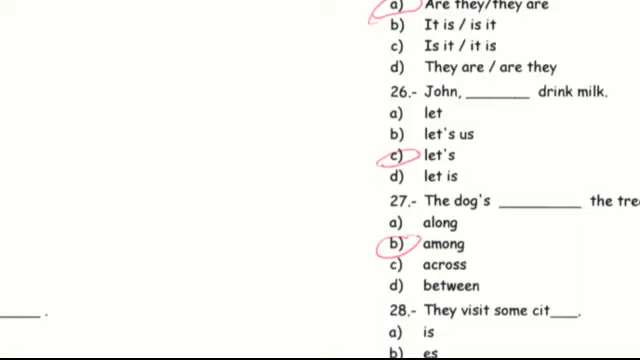 a) Are they/they are
b) It is / is it
c) Is it / it is
d) They are / are they
26.- John, ________ drink milk.
a) let
b) let's us
c) let's
d) let is
27.- The dog's __________ the tre
a) along
b) among
c) across
d) between
_____ .
28.- They visit some cit___.
a) is
b) es